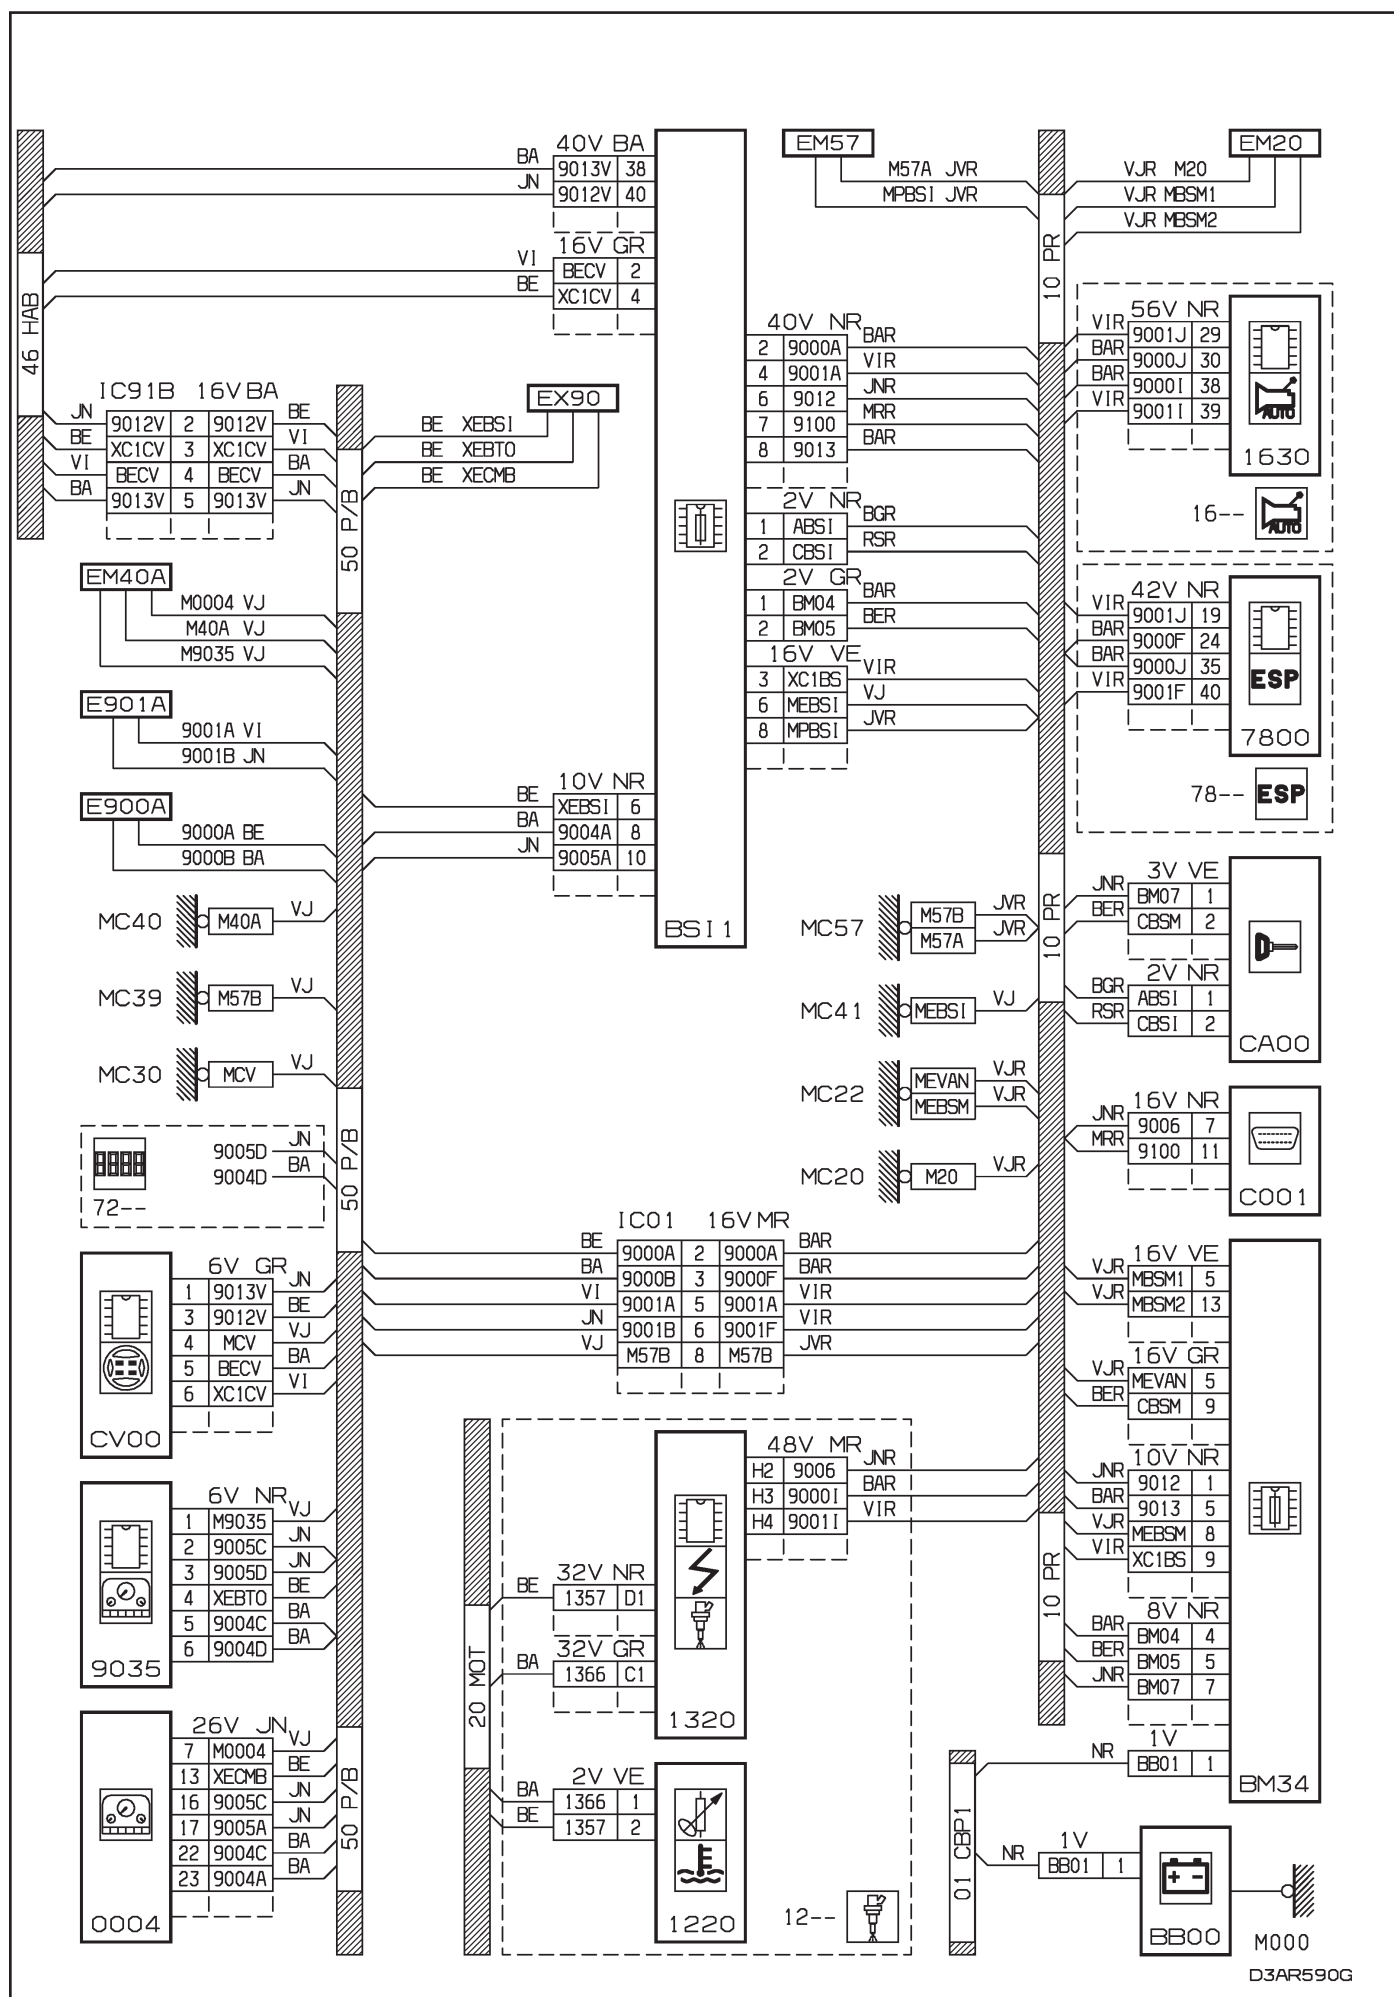 40V BA
BA 9013V 38
JN 9012V 40
16V GR
VI BECV 2
BE XC1CV 4
46 HAB
IC91B 16V BA
JN 9012V 2 9012V BE
BE XC1CV 3 XC1CV VI
VI BECV 4 BECV BA
BA 9013V 5 9013V JN
EX90
BE XEBSI
BE XEBTO
BE XECMB
50 P/B
EM40A
M0004 VJ
M40A VJ
M9035 VJ
E901A
9001A VI
9001B JN
E900A
9000A BE
9000B BA
10V NR
BE XEBSI 6
BA 9004A 8
JN 9005A 10
BSI1
EM57
M57A JVR
MPBSI JVR
EM20
VJR M20
VJR MBSM1
VJR MBSM2
10 PR
40V NR
2 9000A BAR
4 9001A VIR
6 9012 JNR
7 9100 MRR
8 9013 BAR
2V NR
1 ABSI BGR
2 CBSI RSR
2V GR
1 BM04 BAR
2 BM05 BER
16V VE
3 XC1BS VIR
6 MEBSI VJ
8 MPBSI JVR
56V NR
VIR 9001J 29
BAR 9000J 30
BAR 9000I 38
VIR 9001I 39
AUTO
1630
16-- AUTO
42V NR
VIR 9001J 19
BAR 9000F 24
BAR 9000J 35
VIR 9001F 40
ESP
7800
78-- ESP
MC40 M40A VJ
MC39 M57B VJ
MC30 MCV VJ
MC57 M57B JVR
M57A JVR
MC41 MEBSI VJ
MC22 MEVAN VJR
MEBSM VJR
MC20 M20 VJR
10 PR
3V VE
JNR BM07 1
BER CBSM 2
2V NR
BGR ABSI 1
RSR CBSI 2
CA00
16V NR
JNR 9006 7
MRR 9100 11
C001
9005D JN
9004D BA
72--
50 P/B
IC01 16V MR
BE 9000A 2 9000A BAR
BA 9000B 3 9000F BAR
VI 9001A 5 9001A VIR
JN 9001B 6 9001F VIR
VJ M57B 8 M57B JVR
6V GR
1 9013V JN
3 9012V BE
4 MCV VJ
5 BECV BA
6 XC1CV VI
CV00
6V NR
1 M9035 VJ
2 9005C JN
3 9005D JN
4 XEBTO BE
5 9004C BA
6 9004D BA
9035
26V JN
7 M0004 VJ
13 XECMB BE
16 9005C JN
17 9005A JN
22 9004C BA
23 9004A BA
0004
50 P/B
20 MOT
48V MR
H2 9006 JNR
H3 9000I BAR
H4 9001I VIR
32V NR
BE 1357 D1
32V GR
BA 1366 C1
1320
2V VE
BA 1366 1
BE 1357 2
1220
12--
16V VE
VJR MBSM1 5
VJR MBSM2 13
16V GR
VJR MEVAN 5
BER CBSM 9
10V NR
JNR 9012 1
BAR 9013 5
VJR MEBSM 8
VIR XC1BS 9
10 PR
8V NR
BAR BM04 4
BER BM05 5
JNR BM07 7
1V
NR BB01 1
BM34
01 CBP1
1V
NR BB01 1
+ -
BB00
M000
D3AR590G